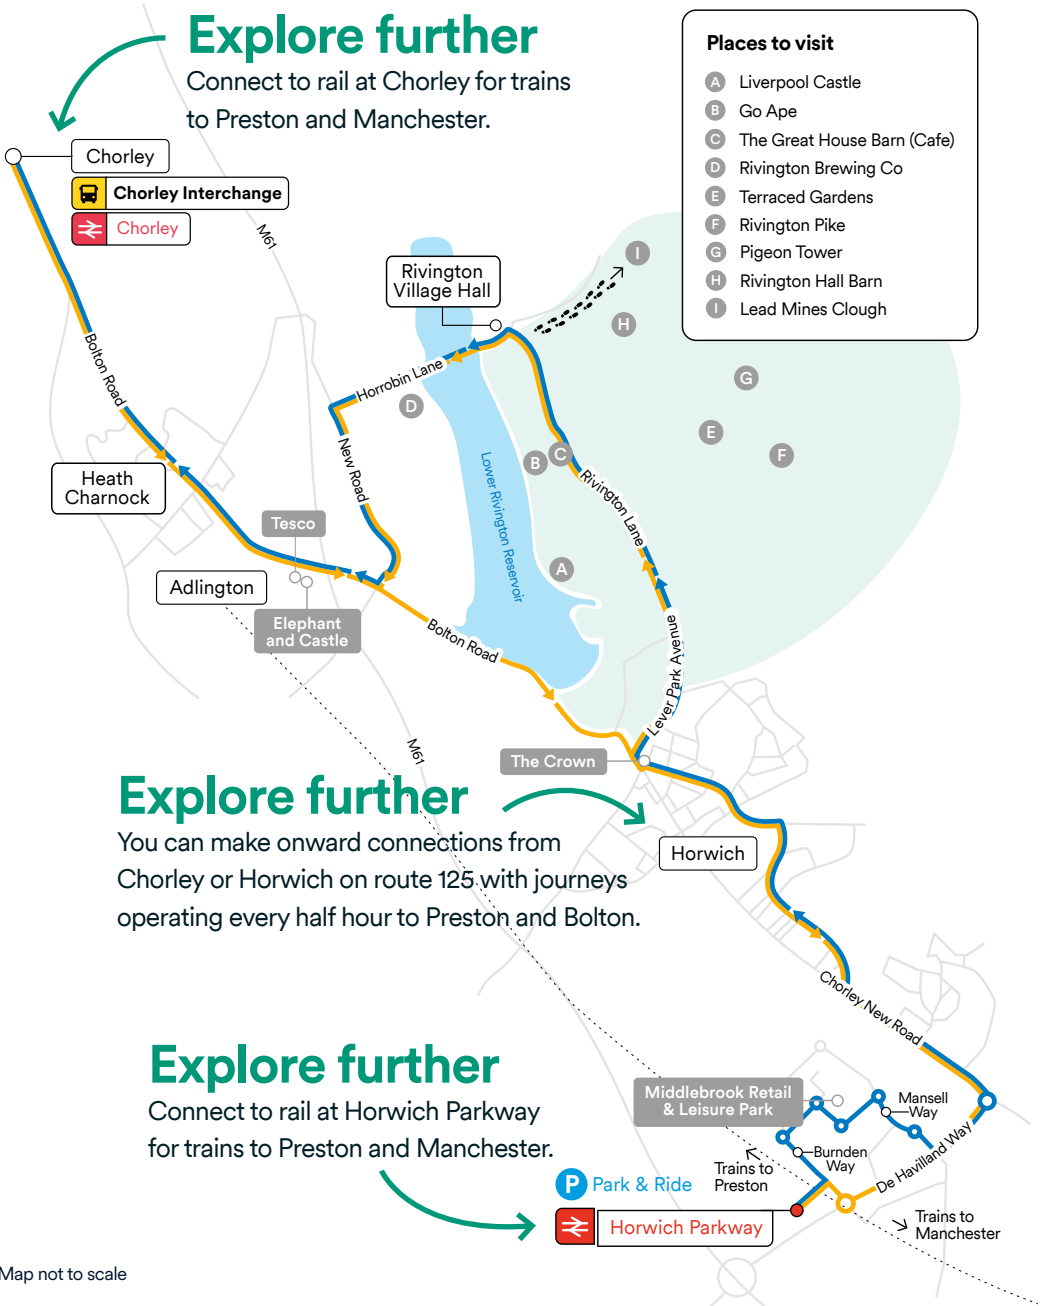 Explore further
Connect to rail at Chorley for trains
to Preston and Manchester.
Places to visit
A Liverpool Castle
B Go Ape
C The Great House Barn (Cafe)
D Rivington Brewing Co
E Terraced Gardens
F Rivington Pike
G Pigeon Tower
H Rivington Hall Barn
I Lead Mines Clough
Chorley
Chorley Interchange
Chorley
M61
Rivington
Village Hall
I
H
Bolton Road
Horrobin Lane
D
G
E
F
New Road
B
C
Rivington Lane
Heath
Charnock
Lower Rivington Reservoir
Tesco
A
Adlington
Elephant
and Castle
Bolton Road
Lever Park Avenue
M61
The Crown
Explore further
You can make onward connections from
Chorley or Horwich on route 125 with journeys
operating every half hour to Preston and Bolton.
Horwich
Chorley New Road
Explore further
Connect to rail at Horwich Parkway
for trains to Preston and Manchester.
Middlebrook Retail
& Leisure Park
Mansell
Way
Burnden
Way
De Havilland Way
Trains to
Preston
P Park & Ride
Horwich Parkway
Trains to
Manchester
Map not to scale